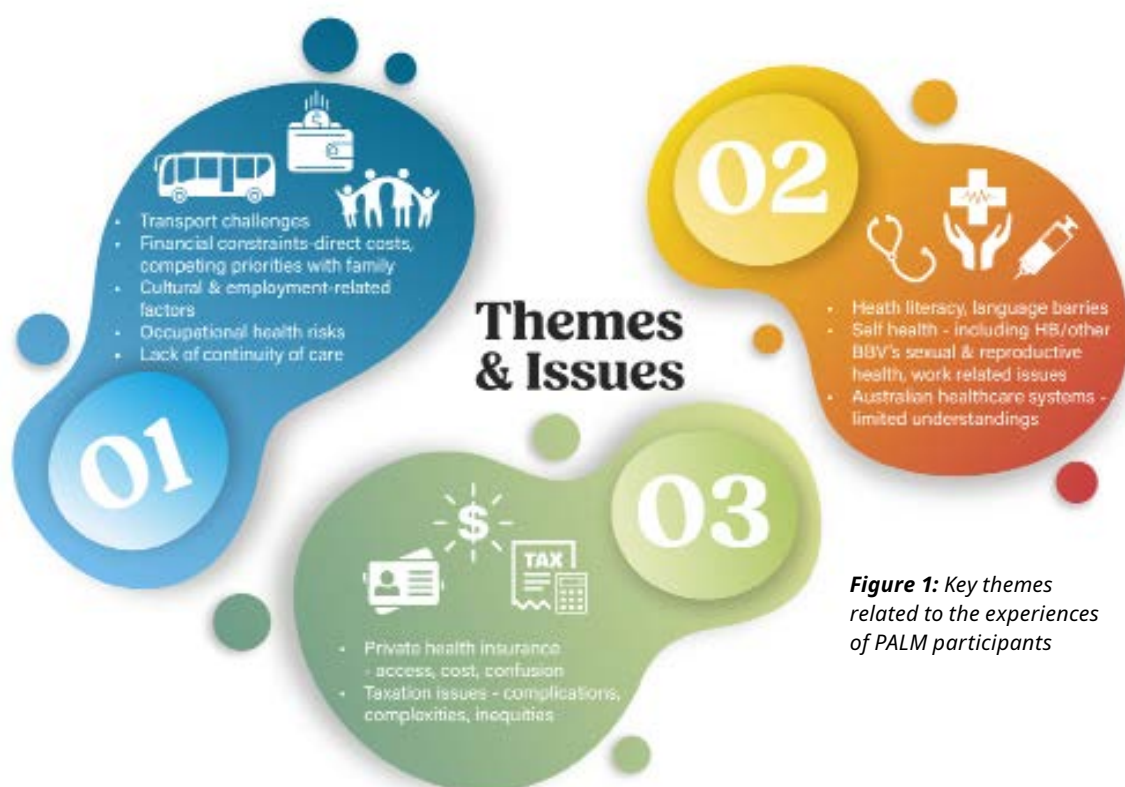 Themes
& Issues
01
• Transport challenges
• Financial constraints-direct costs,
competing priorities with family
• Cultural & employment-related
factors
• Occupational health risks
• Lack of continuity of care
02
• Heath literacy, language barries
• Self health - including HB/other
BBV's sexual & reproductive
health, work related issues
• Australian healthcare systems -
limited understandings
03
$
TAX
• Private health insurance
- access, cost, confusion
• Taxation issues - complications,
complexities, inequities
Figure 1: Key themes
related to the experiences
of PALM participants